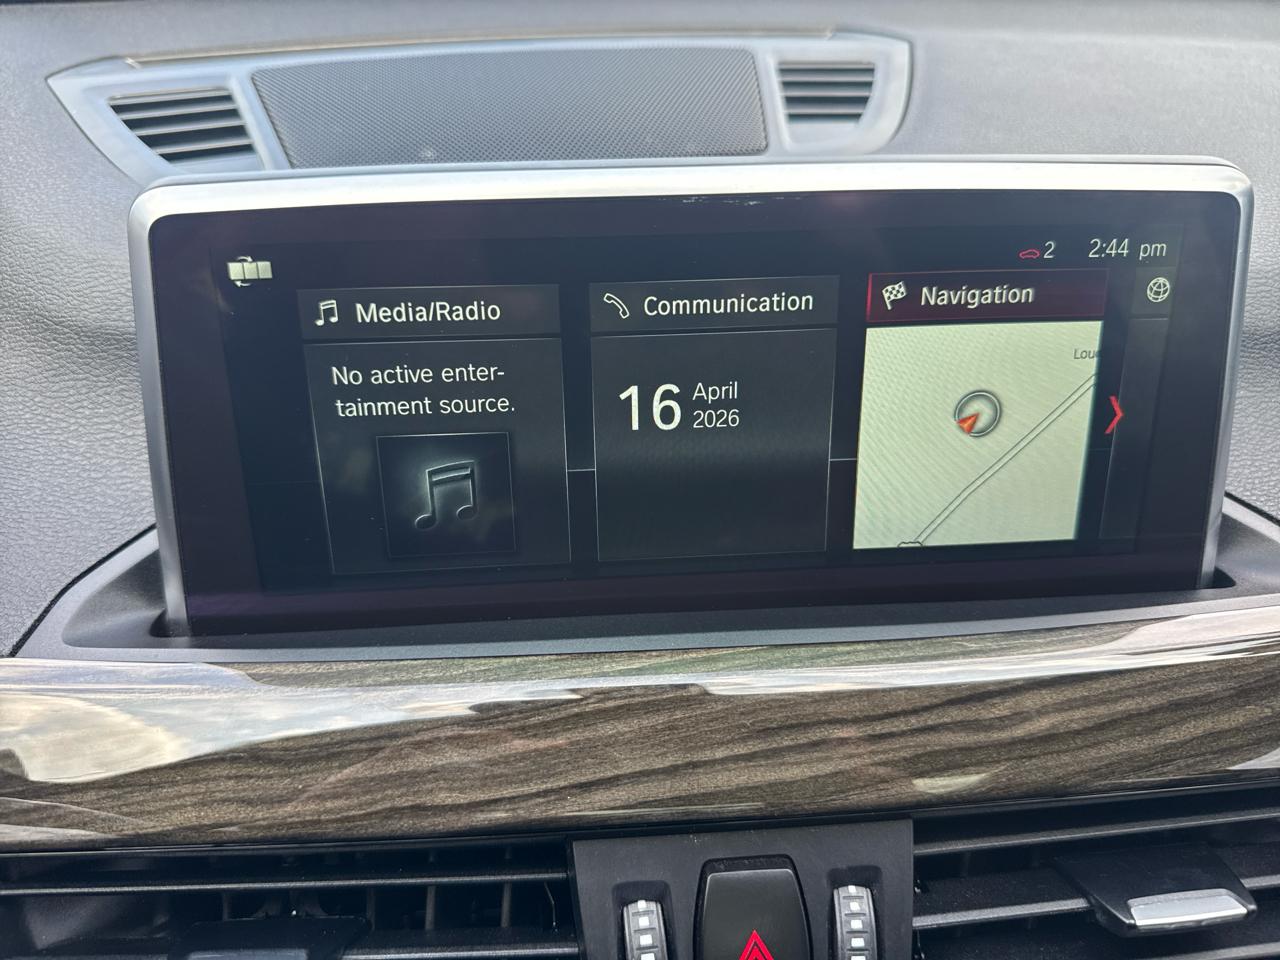 2 2:44 pm
Media/Radio
No active enter-
tainment source.
Communication
16 April
2026
Navigation